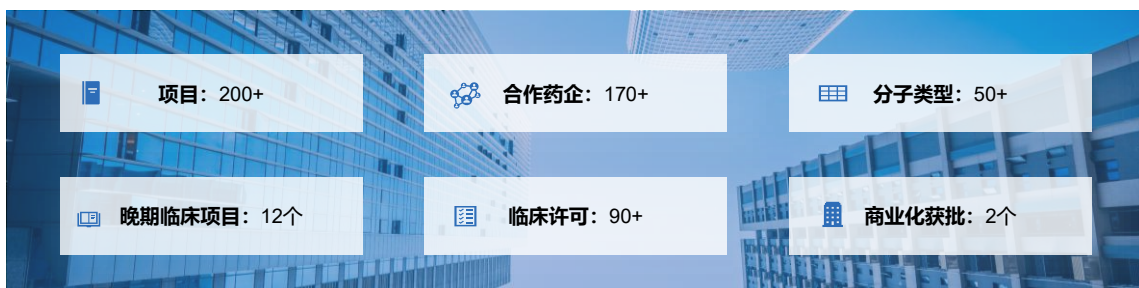 项目：200+
合作药企：170+
分子类型：50+
晚期临床项目：12个
临床许可：90+
商业化获批：2个